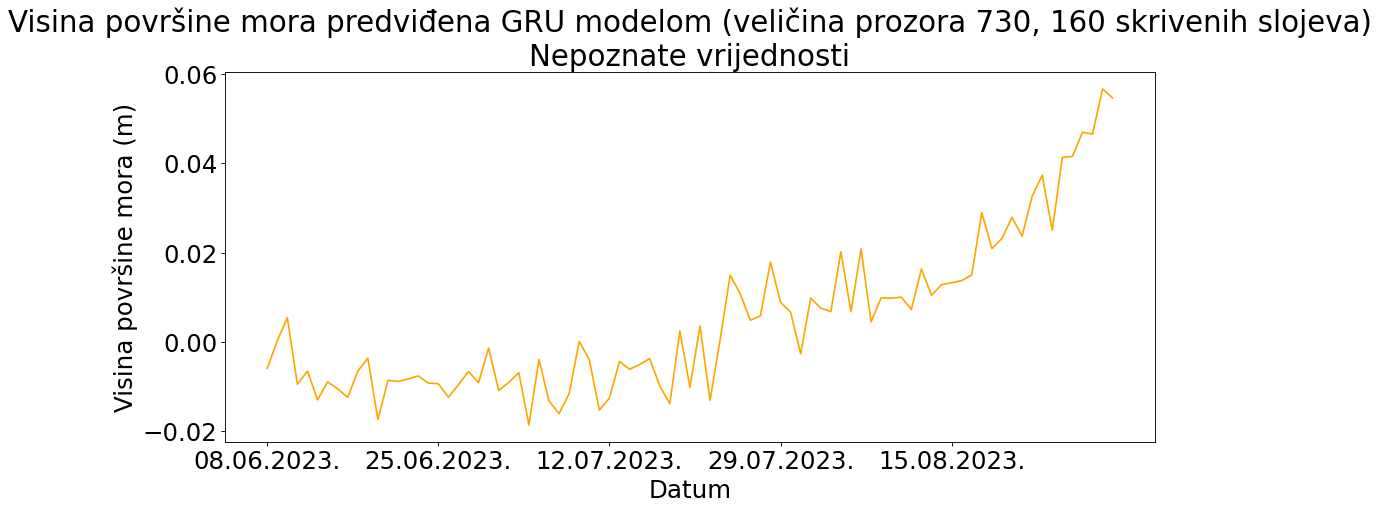 Visina površine mora predviđena GRU modelom (veličina prozora 730, 160 skrivenih slojeva)
Nepoznate vrijednosti
Visina površine mora (m)
0.06
0.04
0.02
0.00
−0.02
08.06.2023. 25.06.2023. 12.07.2023. 29.07.2023. 15.08.2023.
Datum